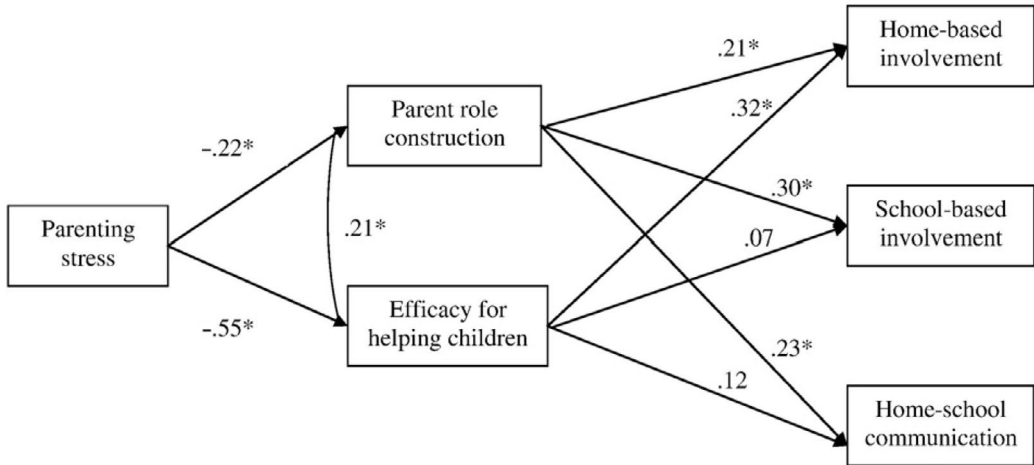 Home-based
involvement
.21*
Parent role
construction
.32*
-.22*
.30*
School-based
involvement
Parenting
stress
.21*
.07
Efficacy for
helping children
-.55*
.23*
.12
Home-school
communication